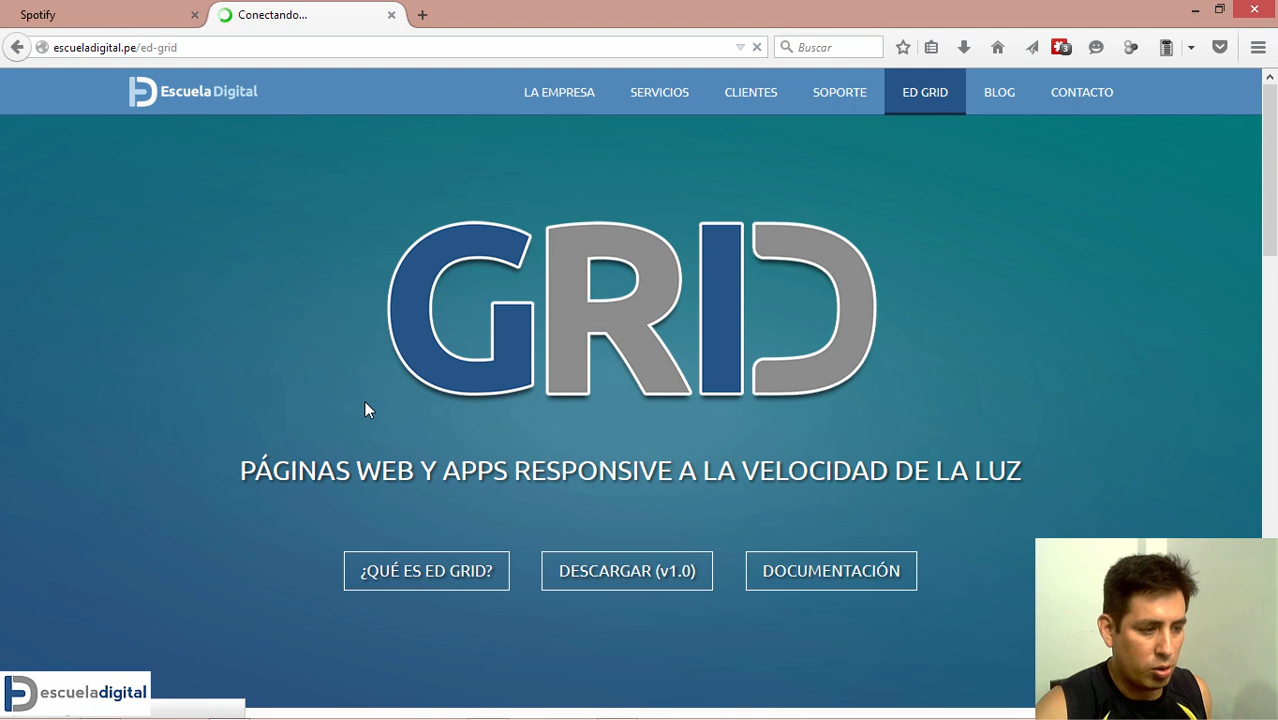 Spotify
Conectando...
escueladigital.pe/ed-grid
Buscar
3
Escuela Digital
LA EMPRESA
SERVICIOS
CLIENTES
SOPORTE
ED GRID
BLOG
CONTACTO
GRID
PÁGINAS WEB Y APPS RESPONSIVE A LA VELOCIDAD DE LA LUZ
¿QUÉ ES ED GRID?
DESCARGAR (v1.0)
DOCUMENTACIÓN
escueladigital